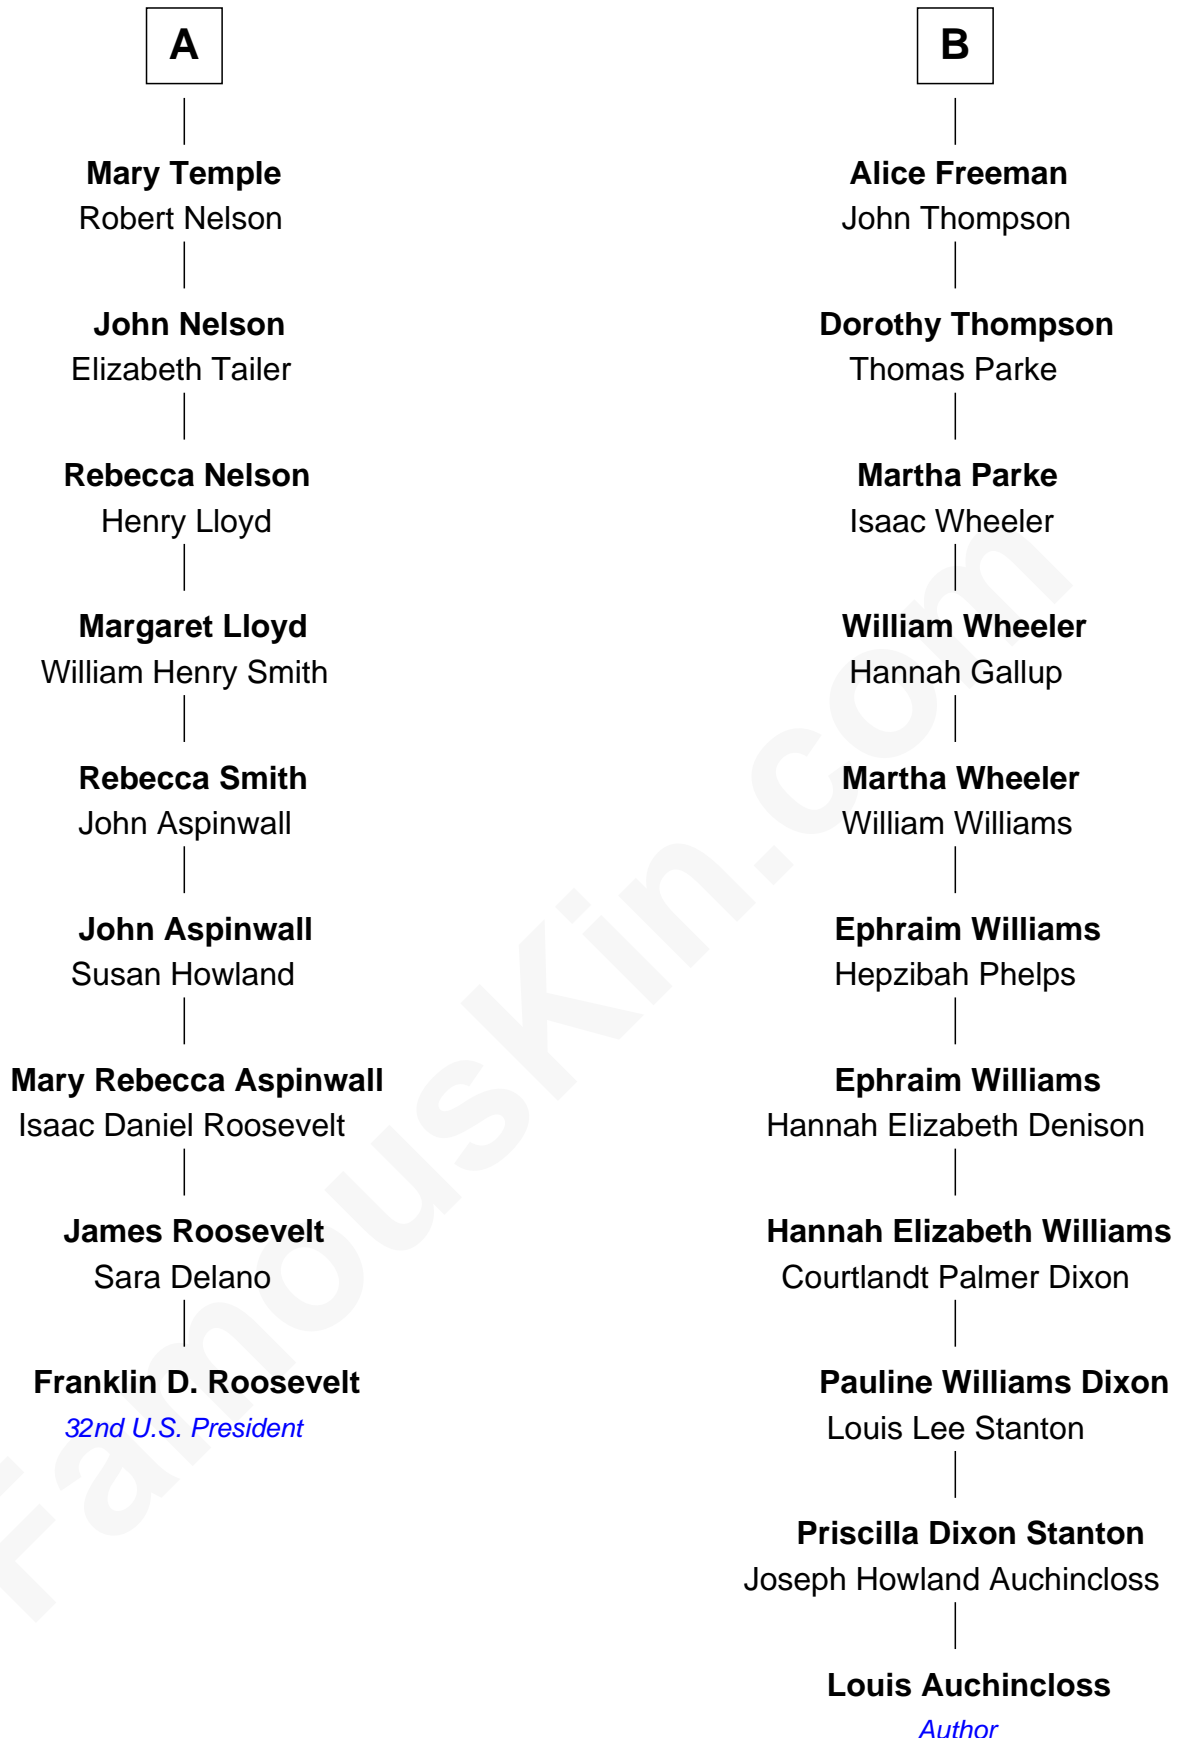 A
Mary Temple
Robert Nelson
John Nelson
Elizabeth Tailer
Rebecca Nelson
Henry Lloyd
Margaret Lloyd
William Henry Smith
Rebecca Smith
John Aspinwall
John Aspinwall
Susan Howland
Mary Rebecca Aspinwall
Isaac Daniel Roosevelt
James Roosevelt
Sara Delano
Franklin D. Roosevelt
32nd U.S. President
B
Alice Freeman
John Thompson
Dorothy Thompson
Thomas Parke
Martha Parke
Isaac Wheeler
William Wheeler
Hannah Gallup
Martha Wheeler
William Williams
Ephraim Williams
Hepzibah Phelps
Ephraim Williams
Hannah Elizabeth Denison
Hannah Elizabeth Williams
Courtlandt Palmer Dixon
Pauline Williams Dixon
Louis Lee Stanton
Priscilla Dixon Stanton
Joseph Howland Auchincloss
Louis Auchincloss
Author
FamousKin.com